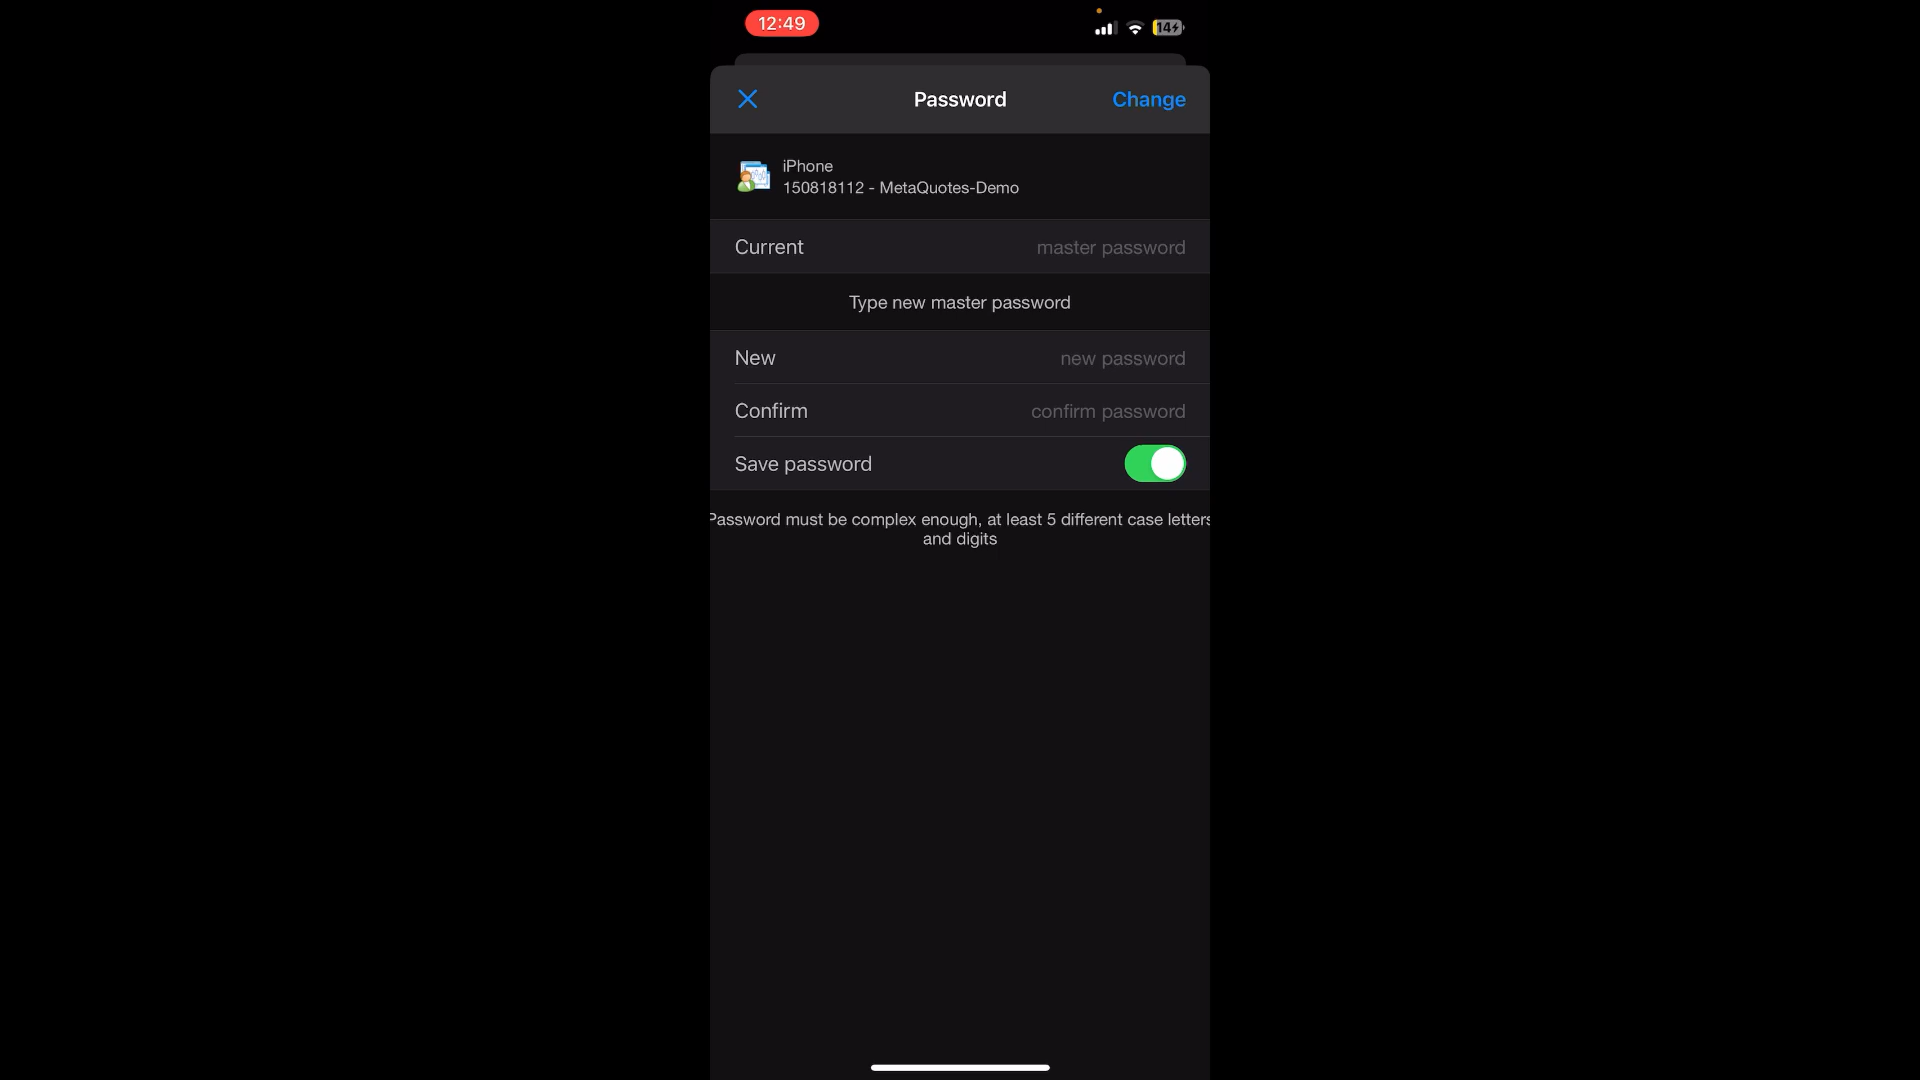 12:49
14
Password
Change
iPhone
150818112 - MetaQuotes-Demo
Current
master password
Type new master password
New
new password
Confirm
confirm password
Save password
Password must be complex enough, at least 5 different case letters
and digits